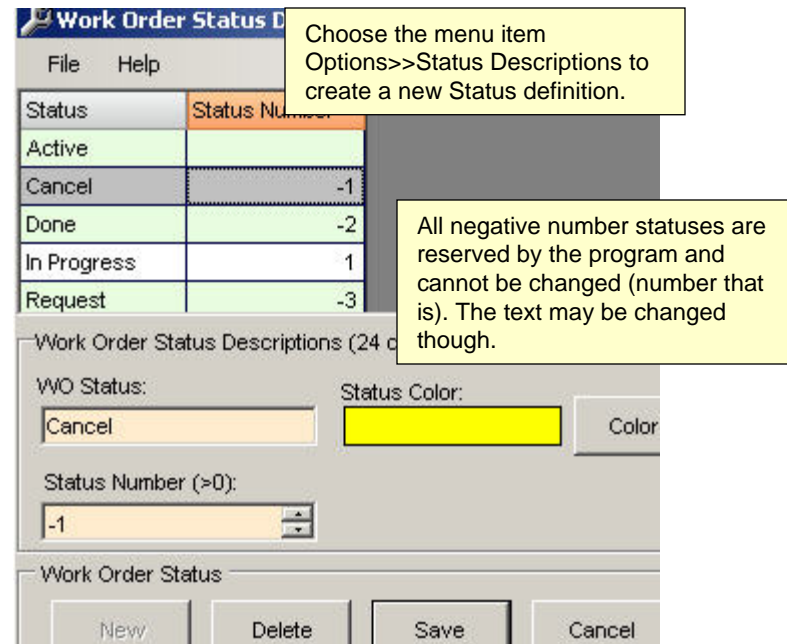 Work Order Status D
Choose the menu item
Options>>Status Descriptions to
create a new Status definition.
File Help
Status Status Number
Active
Cancel -1
Done -2
In Progress 1
Request -3
All negative number statuses are
reserved by the program and
cannot be changed (number that
is). The text may be changed
though.
Work Order Status Descriptions (24 c
WO Status:
Status Color:
Cancel
Color
Status Number (>0):
-1
Work Order Status
New Delete Save Cancel